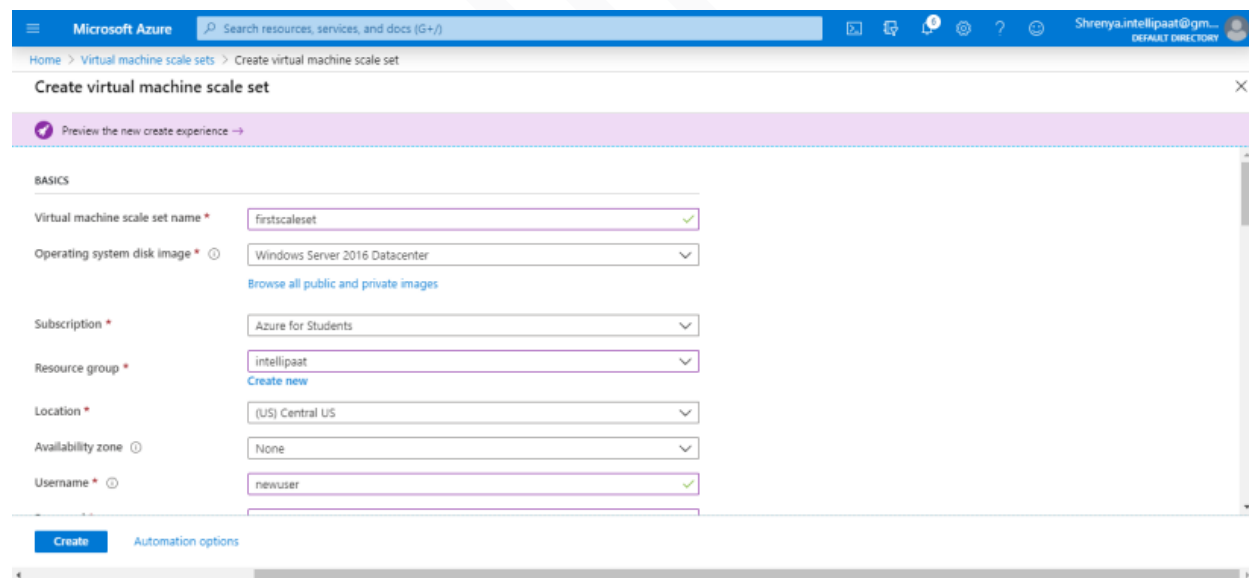 Microsoft Azure
Search resources, services, and docs (G+/)
Shrenya.intellipaat@gm...
DEFAULT DIRECTORY
Home > Virtual machine scale sets > Create virtual machine scale set
Create virtual machine scale set
Preview the new create experience →
BASICS
Virtual machine scale set name * firstscaleset
Operating system disk image * Windows Server 2016 Datacenter
Browse all public and private images
Subscription * Azure for Students
Resource group * intellipaat
Create new
Location * (US) Central US
Availability zone None
Username * newuser
Create Automation options